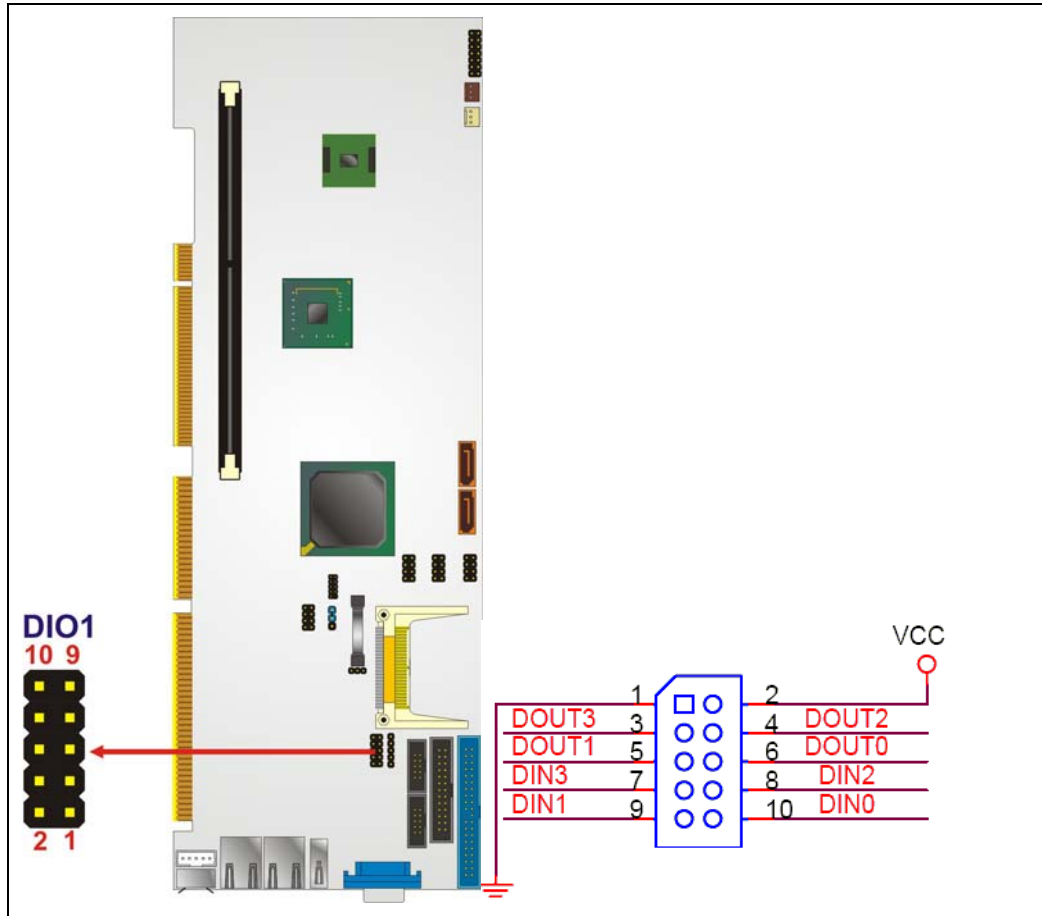 DIO1
10 9
2 1
VCC
1 2
DOUT3 3 4 DOUT2
DOUT1 5 6 DOUT0
DIN3 7 8 DIN2
DIN1 9 10 DIN0